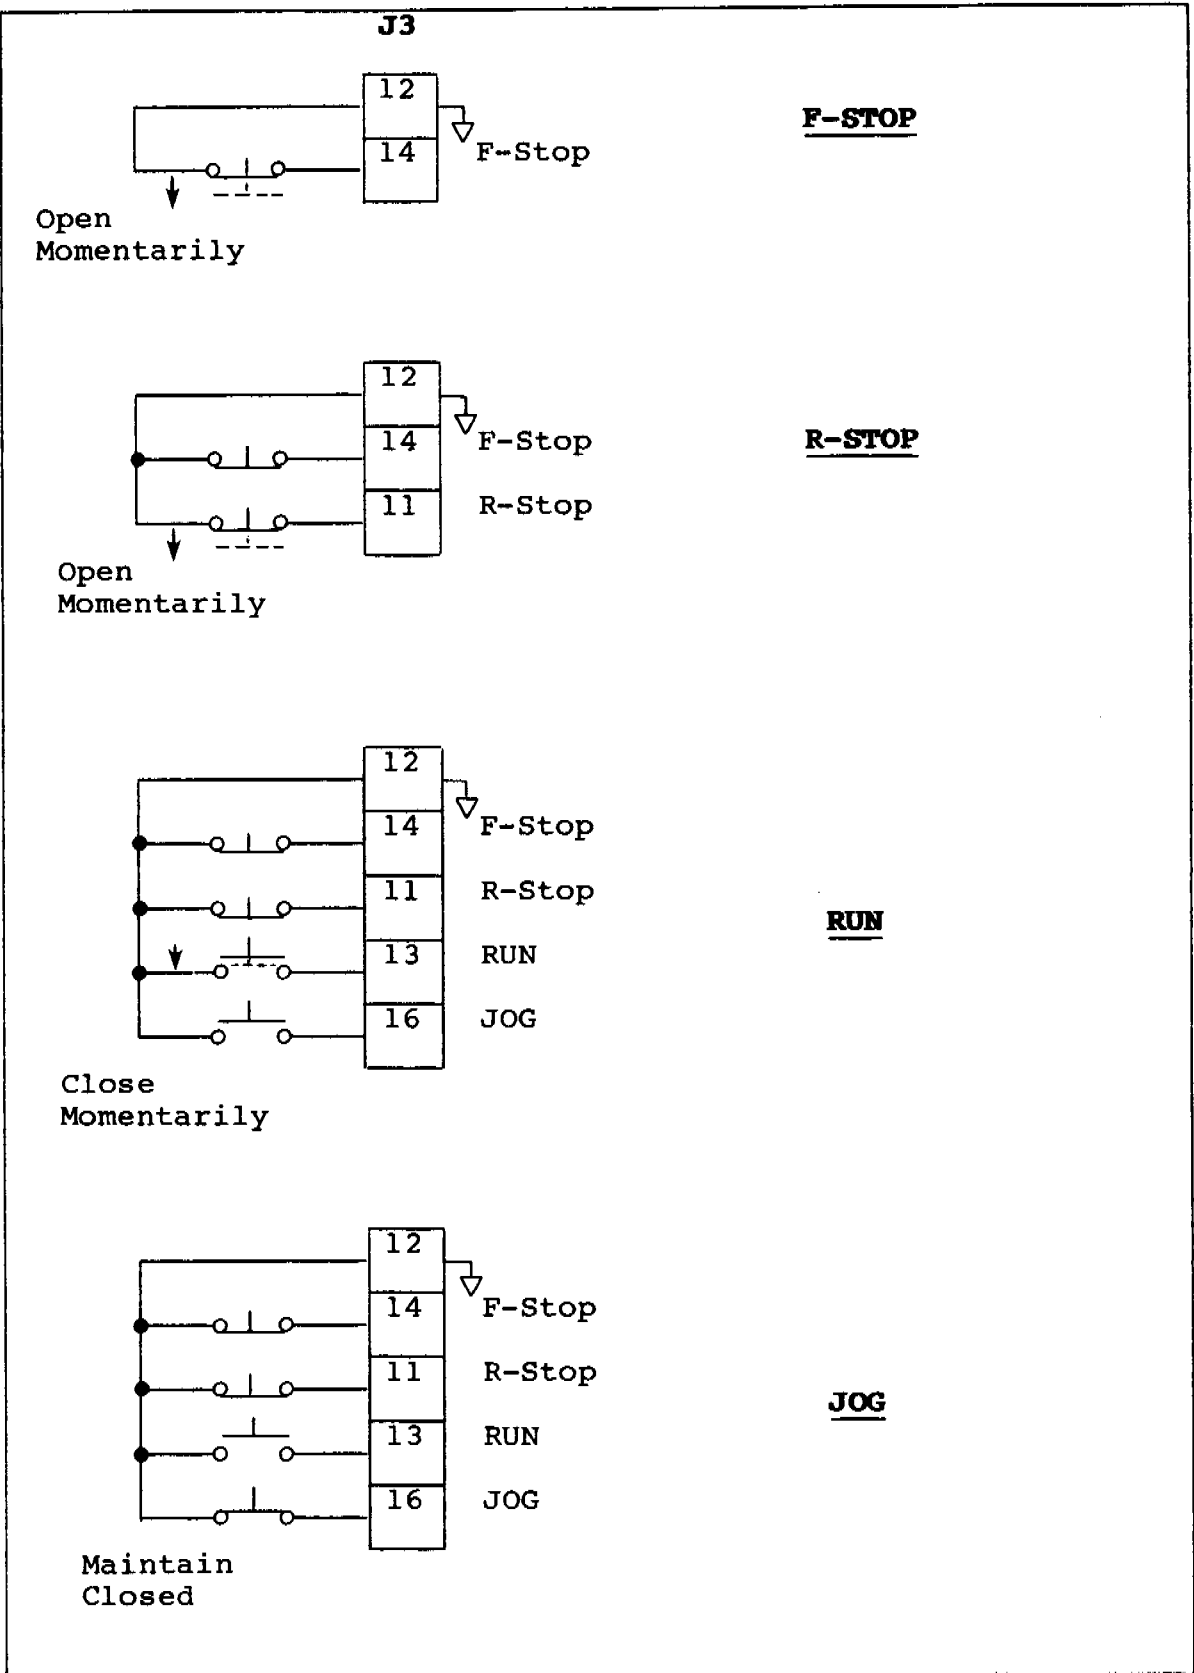 J3
12
F-STOP
14 F-Stop
Open
Momentarily
12
14 F-Stop
R-STOP
11 R-Stop
Open
Momentarily
12
14 F-Stop
11 R-Stop
RUN
13 RUN
16 JOG
Close
Momentarily
12
14 F-Stop
11 R-Stop
JOG
13 RUN
16 JOG
Maintain
Closed